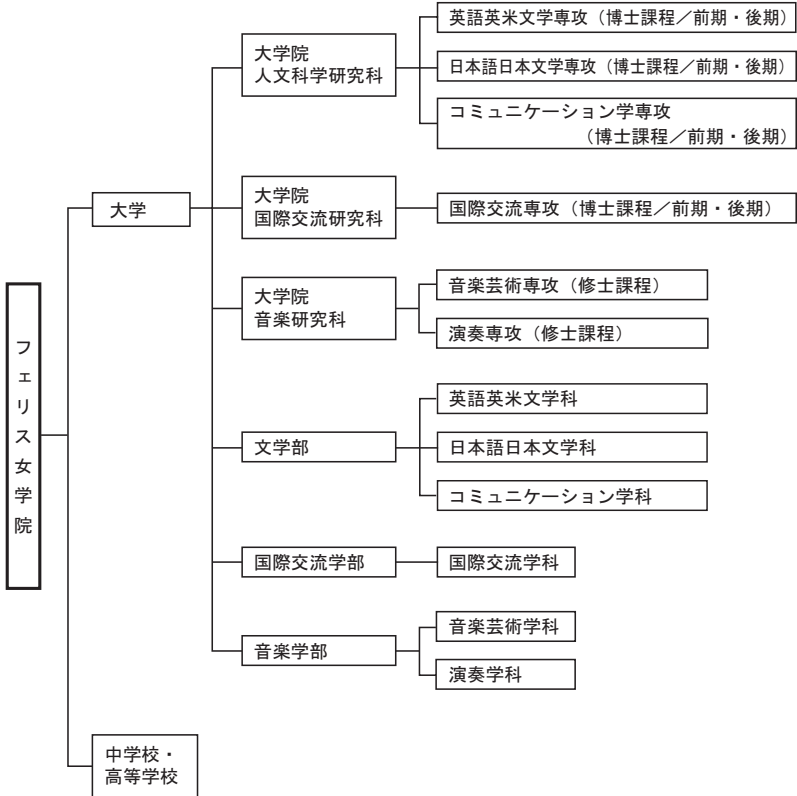 フェリス女学院
大学
大学院
人文科学研究科
英語英米文学専攻（博士課程／前期・後期）
日本語日本文学専攻（博士課程／前期・後期）
コミュニケーション学専攻
（博士課程／前期・後期）
大学院
国際交流研究科
国際交流専攻（博士課程／前期・後期）
大学院
音楽研究科
音楽芸術専攻（修士課程）
演奏専攻（修士課程）
文学部
英語英米文学科
日本語日本文学科
コミュニケーション学科
国際交流学部
国際交流学科
音楽学部
音楽芸術学科
演奏学科
中学校・
高等学校